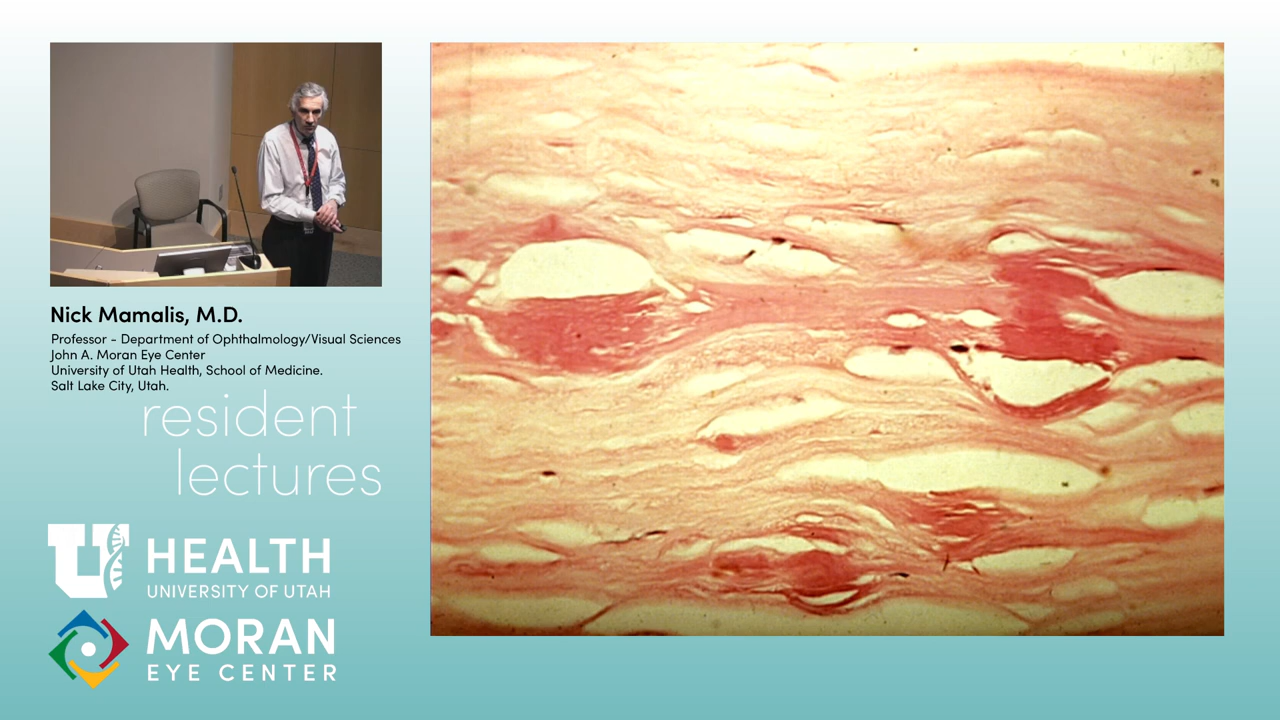 Nick Mamalis, M.D.
Professor - Department of Ophthalmology/Visual Sciences
John A. Moran Eye Center
University of Utah Health, School of Medicine.
Salt Lake City, Utah.
resident
lectures
U
HEALTH
UNIVERSITY OF UTAH
MORAN
EYE CENTER